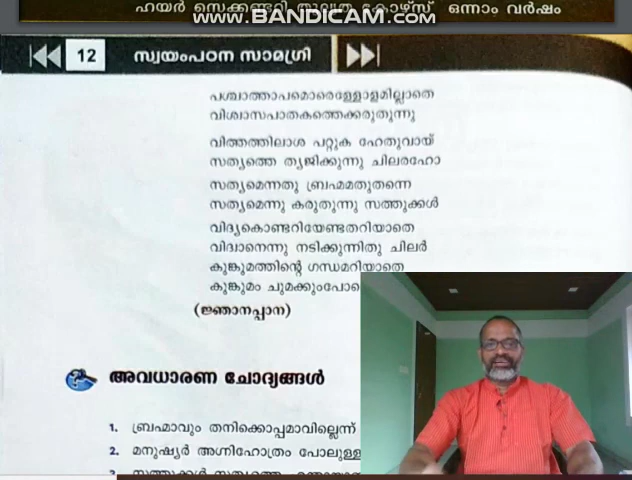 ഹയർ സെക്കണ്ടറി തുല്യത കോഴ്സ് ഒന്നാം വർഷം
www.BANDICAM.com
12 സ്വയംപഠന സാമഗ്രി
പശ്ചാത്താപമൊരെള്ളോളമില്ലാതെ
വിശ്വാസപാതകത്തെക്കരുതുന്നു
വിത്തത്തിലാശ പറ്റുക ഹേതുവായ്
സത്യത്തെ ത്യജിക്കുന്നു ചിലരഹോ
സത്യമെന്നതു ബ്രഹ്മമതുതന്നെ
സത്യമെന്നു കരുതുന്നു സത്തുക്കൾ
വിദ്യകൊണ്ടറിയേണ്ടതറിയാതെ
വിദ്വാനെന്നു നടിക്കുന്നിതു ചിലർ
കുങ്കുമത്തിന്റെ ഗന്ധമറിയാതെ
കുങ്കുമം ചുമക്കുംപോലെ
(ജ്ഞാനപ്പാന)
അവധാരണ ചോദ്യങ്ങൾ
1. ബ്രഹ്മാവും തനിക്കൊപ്പമാവില്ലെന്ന്
2. മനുഷ്യർ അഗ്നിഹോത്രം പോലുള്ള